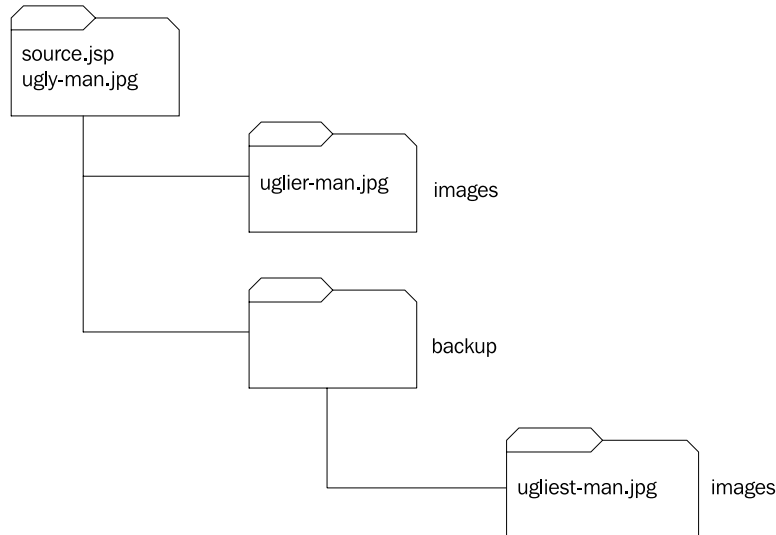 source.jsp
ugly-man.jpg
uglier-man.jpg
images
backup
ugliest-man.jpg
images